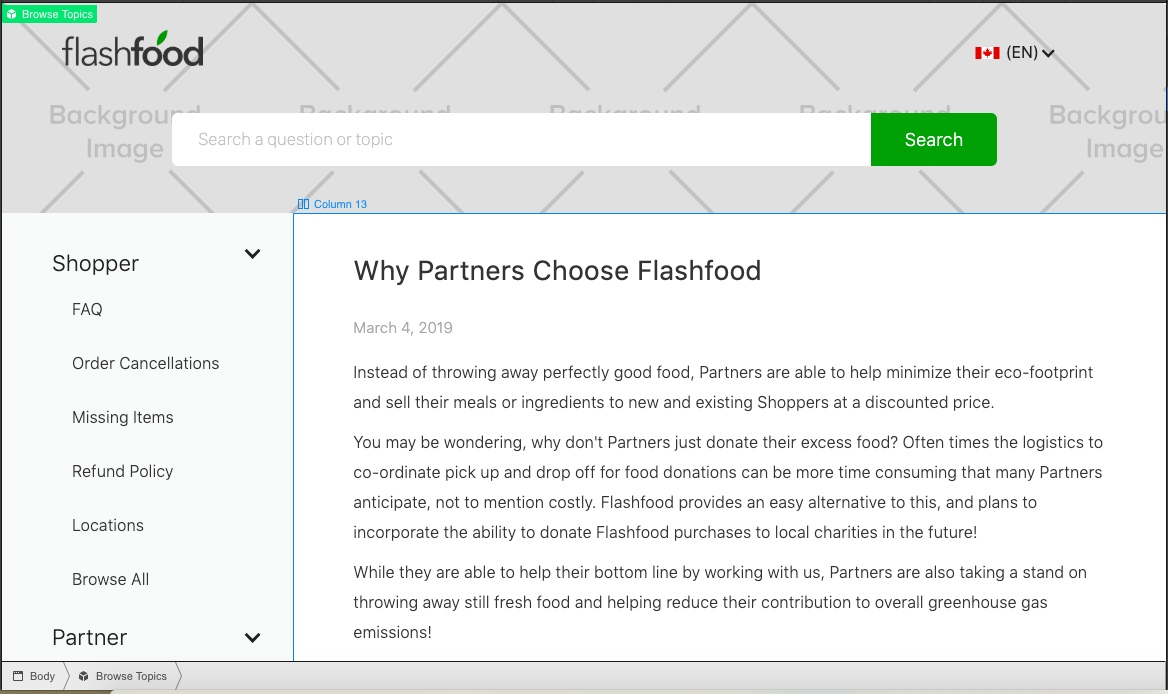 Browse Topics
flashfood
(EN)
Background Image
Background
Background
Background
Backgrou
Image
Search a question or topic
Search
Column 13
Shopper
FAQ
Order Cancellations
Missing Items
Refund Policy
Locations
Browse All
Partner
Why Partners Choose Flashfood
March 4, 2019
Instead of throwing away perfectly good food, Partners are able to help minimize their eco-footprint
and sell their meals or ingredients to new and existing Shoppers at a discounted price.
You may be wondering, why don't Partners just donate their excess food? Often times the logistics to
co-ordinate pick up and drop off for food donations can be more time consuming that many Partners
anticipate, not to mention costly. Flashfood provides an easy alternative to this, and plans to
incorporate the ability to donate Flashfood purchases to local charities in the future!
While they are able to help their bottom line by working with us, Partners are also taking a stand on
throwing away still fresh food and helping reduce their contribution to overall greenhouse gas
emissions!
Body
Browse Topics